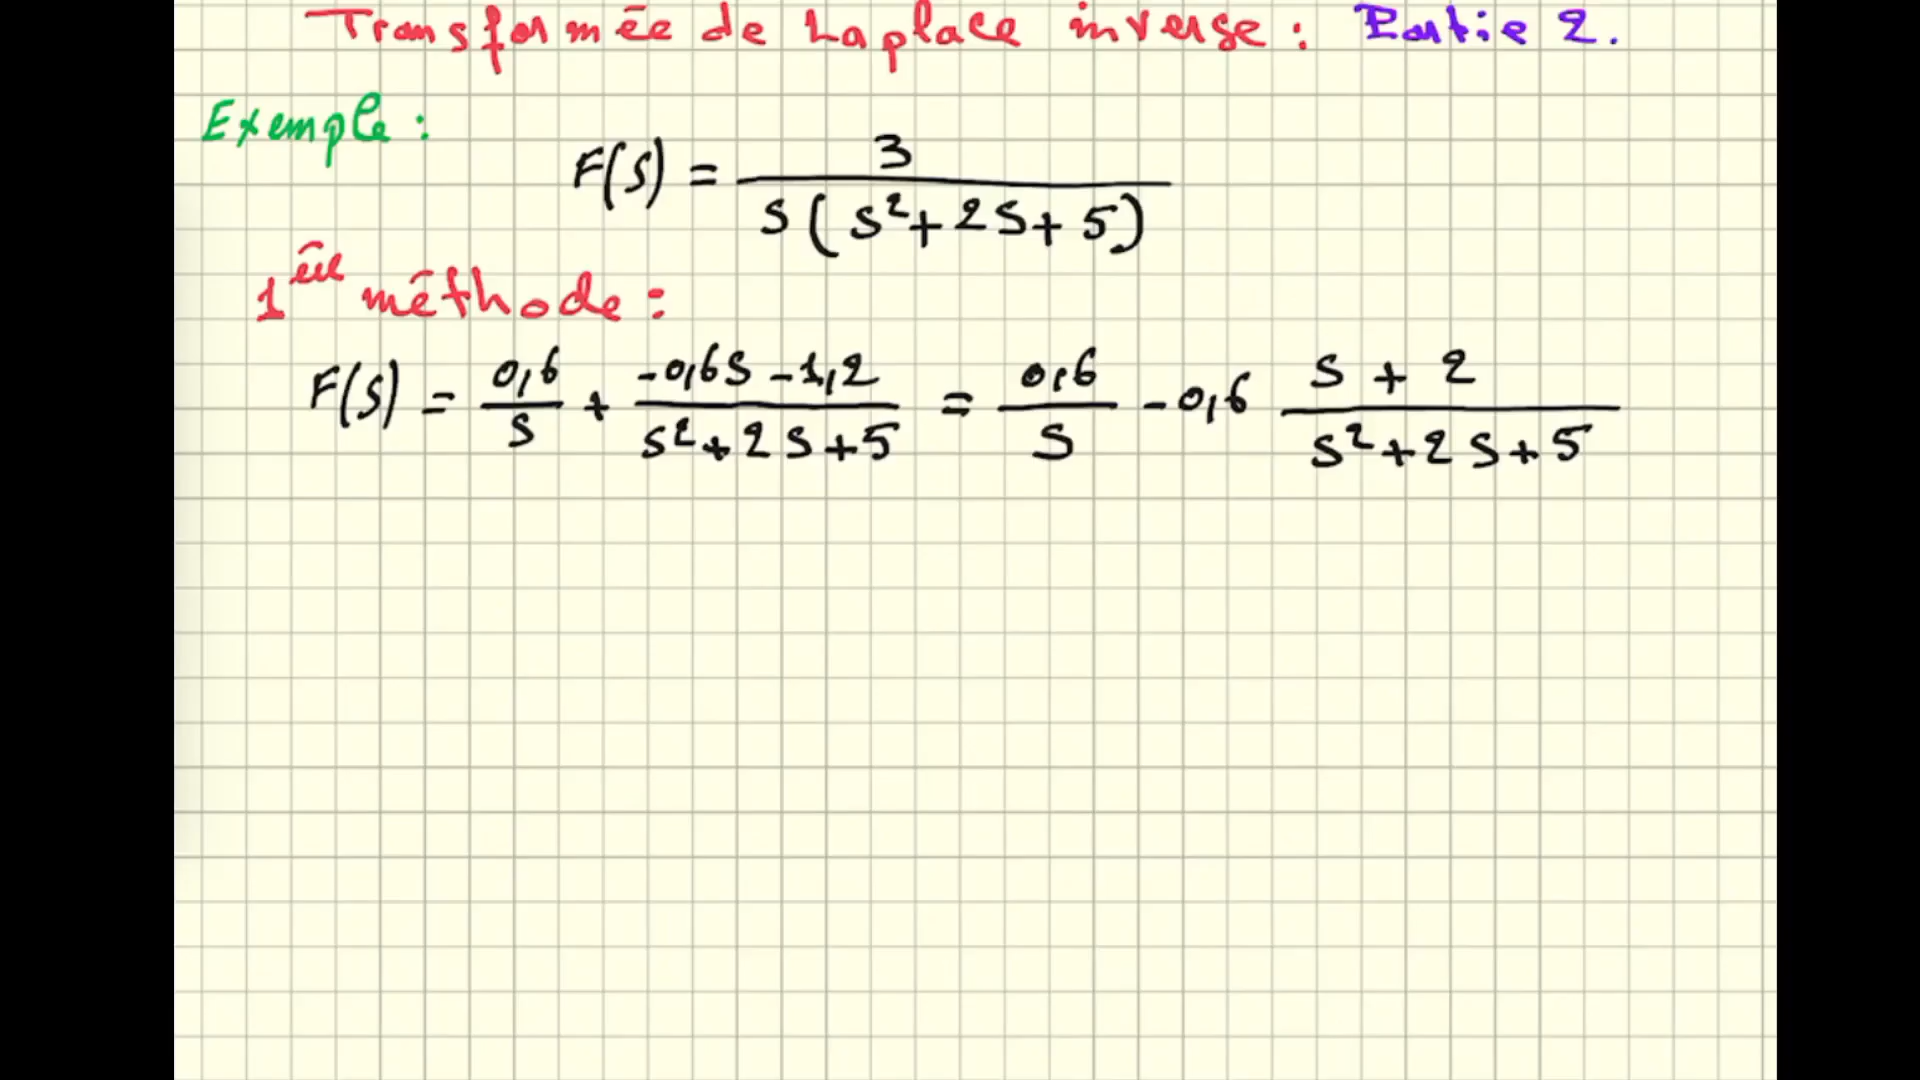 Transformée de Laplace inverse : Partie 2.
Exemple :
F(s) = 3 / (s (s² + 2s + 5))
1ère méthode :
F(s) = 0,6/s + (-0,6s - 1,2)/(s² + 2s + 5) = 0,6/s - 0,6 (s + 2)/(s² + 2s + 5)